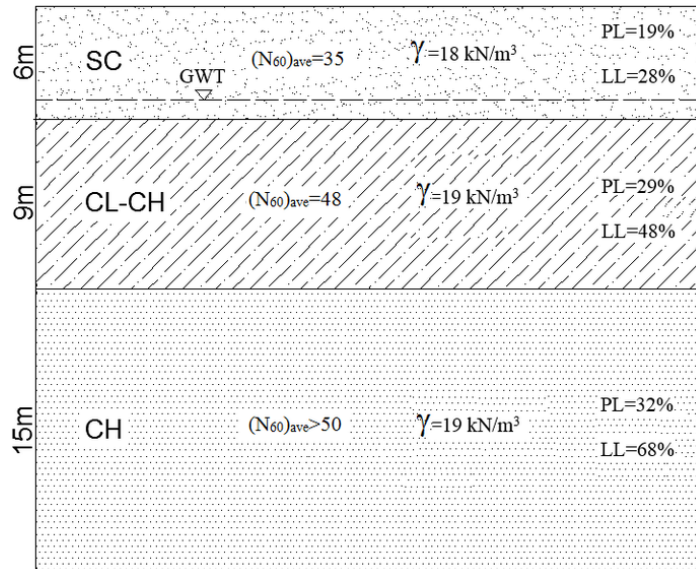 6m
SC
(N₆₀)ave=35
γ=18 kN/m³
PL=19%
LL=28%
GWT
9m
CL-CH
(N₆₀)ave=48
γ=19 kN/m³
PL=29%
LL=48%
15m
CH
(N₆₀)ave>50
γ=19 kN/m³
PL=32%
LL=68%